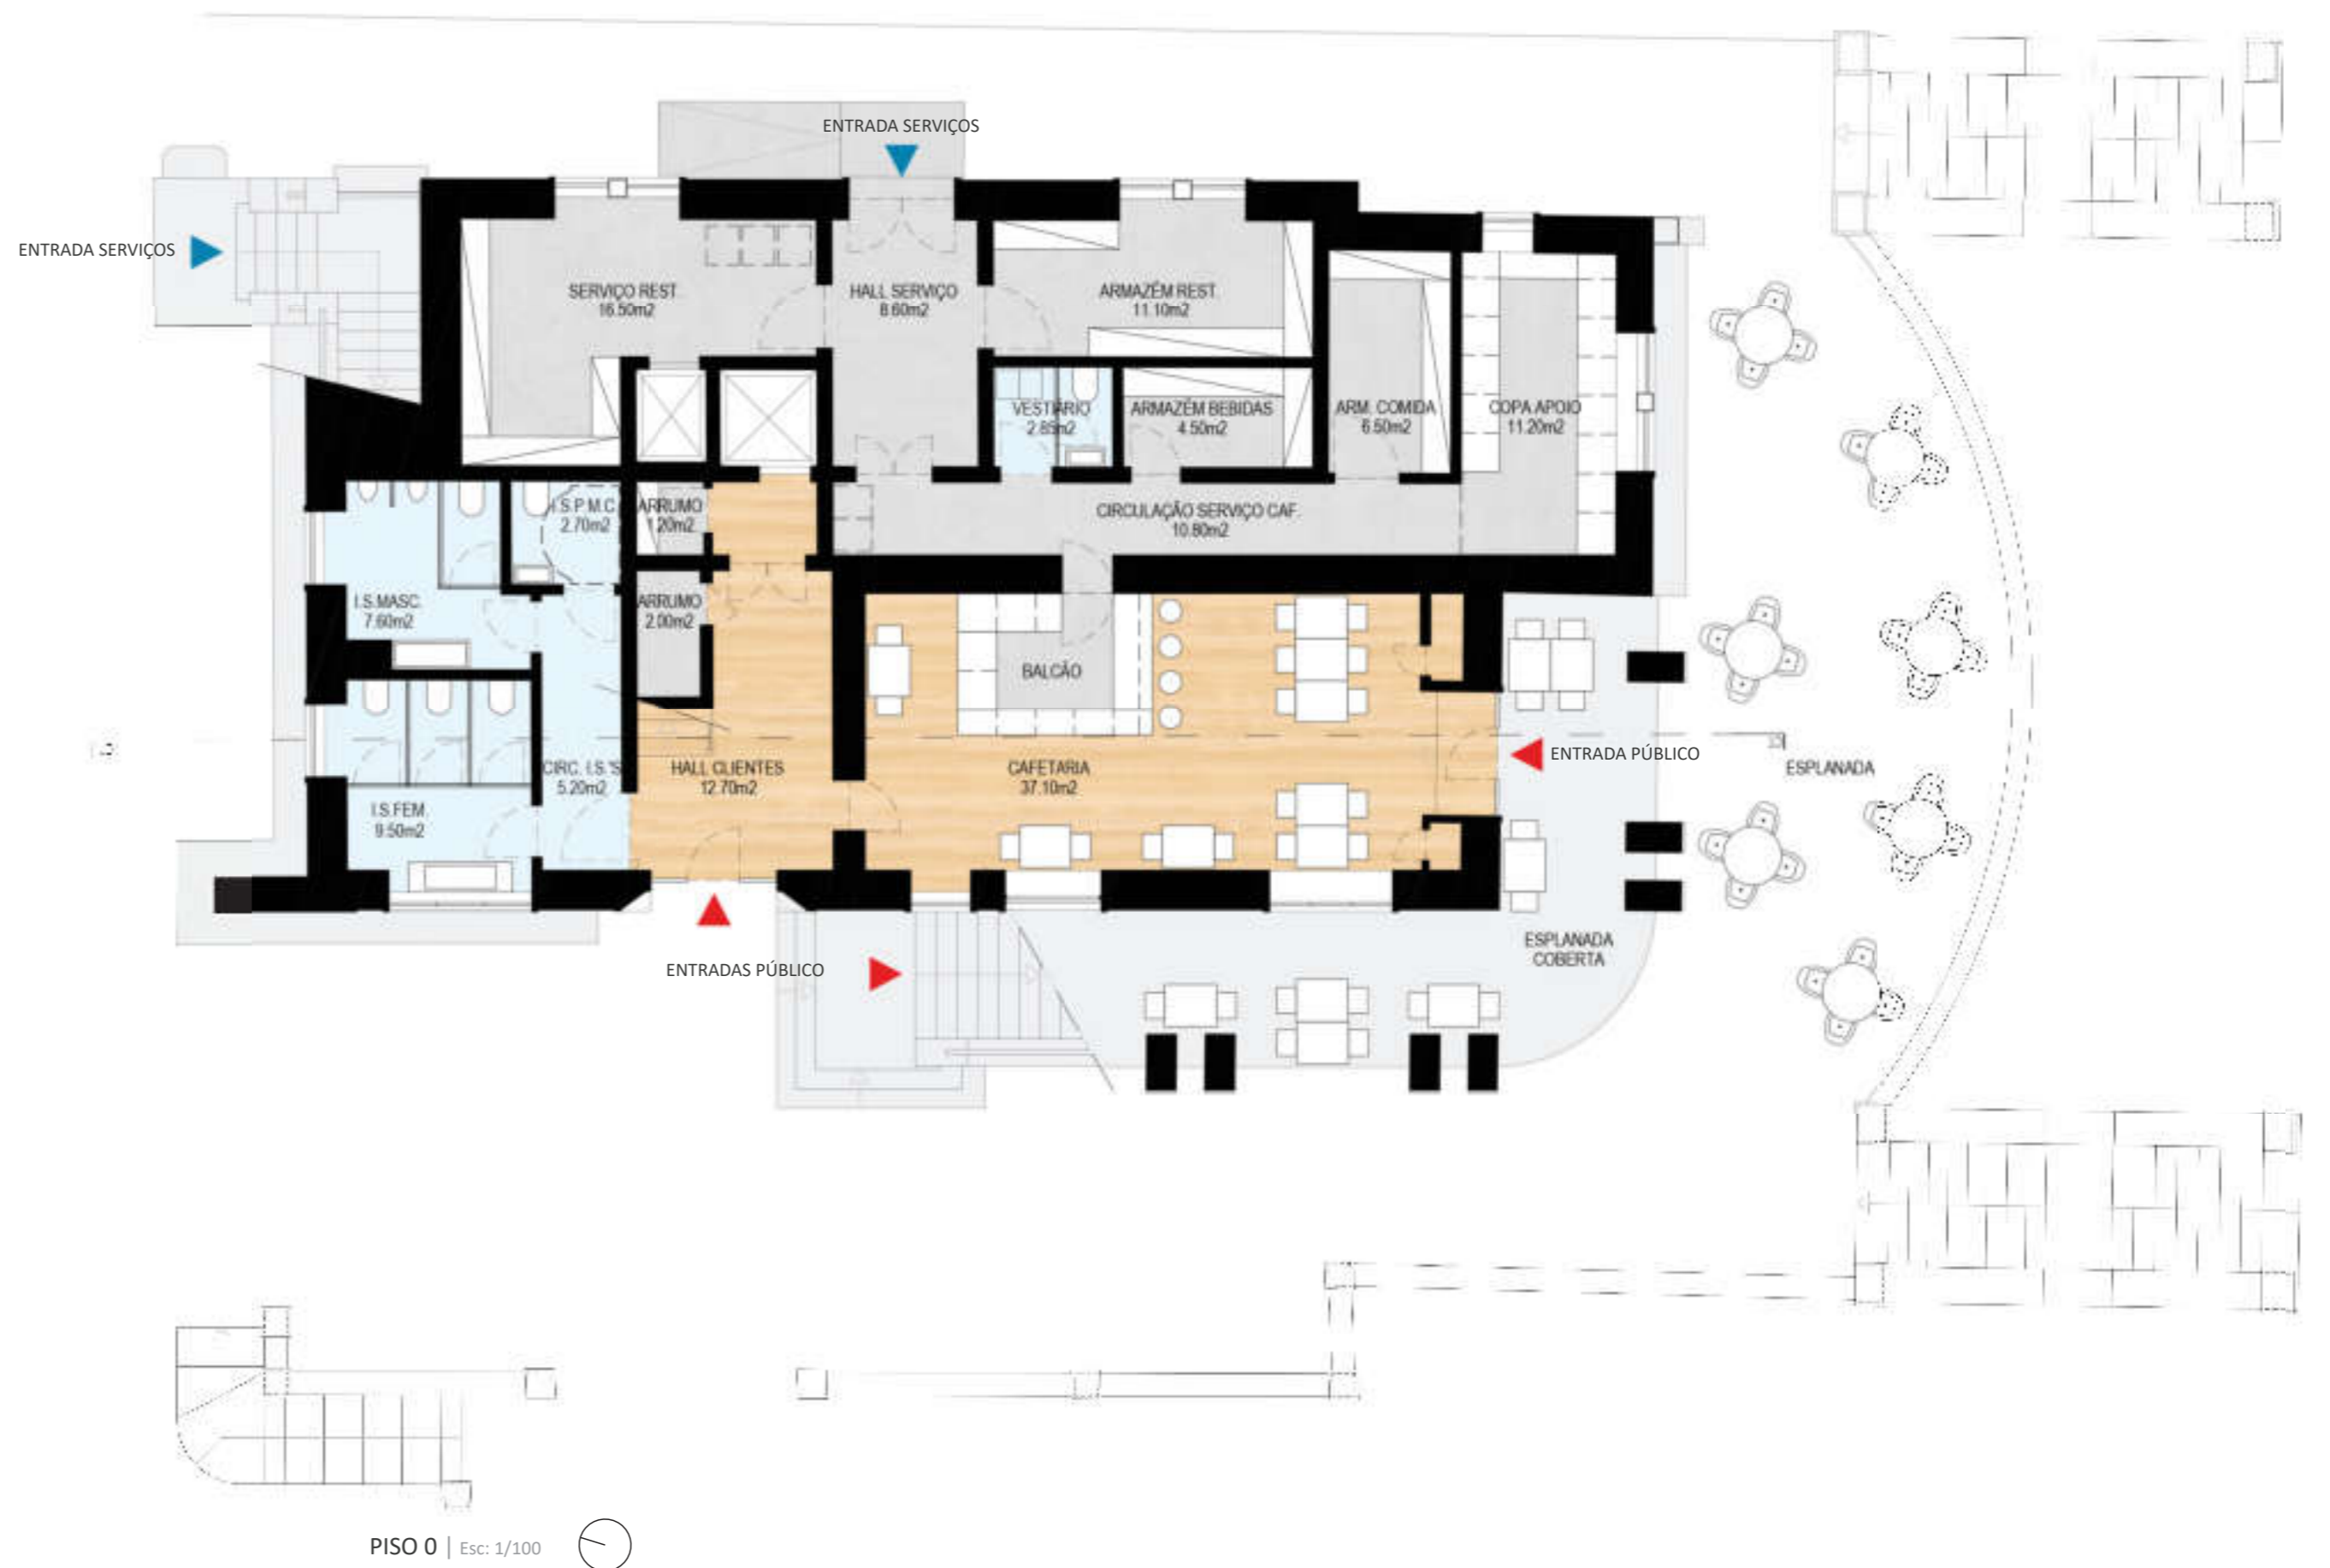 ENTRADA SERVIÇOS
ENTRADA SERVIÇOS
SERVIÇO REST.
16.50m2
HALL SERVIÇO
8.60m2
ARMAZÉM REST.
11.10m2
VESTIÁRIO
2.85m2
ARMAZÉM BEBIDAS
4.50m2
ARM. COMIDA
6.50m2
COPA APOIO
11.20m2
I.S.P.M.C.
2.70m2
ARRUMO
1.20m2
CIRCULAÇÃO SERVIÇO CAF.
10.80m2
I.S.MASC.
7.60m2
ARRUMO
2.00m2
BALCÃO
CIRC. I.S.'S
5.20m2
HALL CLIENTES
12.70m2
CAFETARIA
37.10m2
ENTRADA PÚBLICO
ESPLANADA
I.S.FEM.
9.50m2
ENTRADAS PÚBLICO
ESPLANADA
COBERTA
PISO 0 | Esc: 1/100